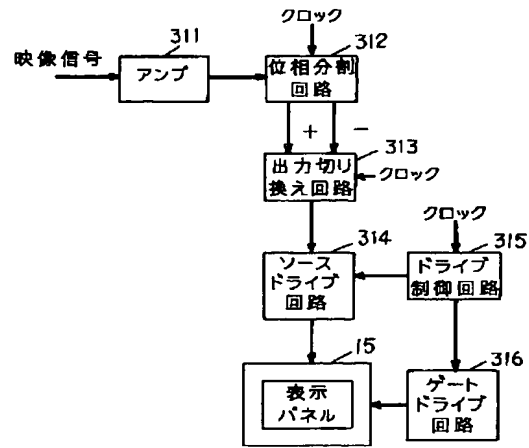 クロック
311
312
映像信号
アンプ
位相分割
回路
+
-
313
出力切り
換え回路
クロック
クロック
314
315
ソース
ドライブ
回路
ドライブ
制御回路
15
316
表示
パネル
ゲート
ドライブ
回路